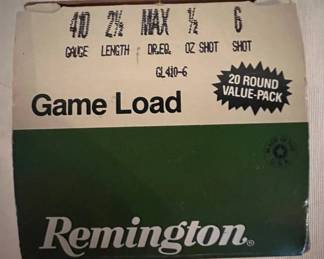 410 2½ MAX ½ 6
GAUGE LENGTH DR.EQ. OZ SHOT SHOT
GL410-6
20 ROUND
VALUE-PACK
Game Load
Remington®